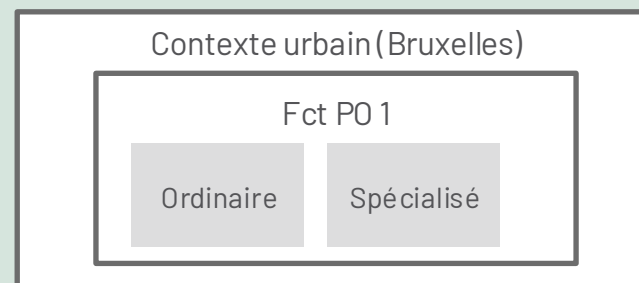 Contexte urbain (Bruxelles)
Fct PO 1
Ordinaire
Spécialisé